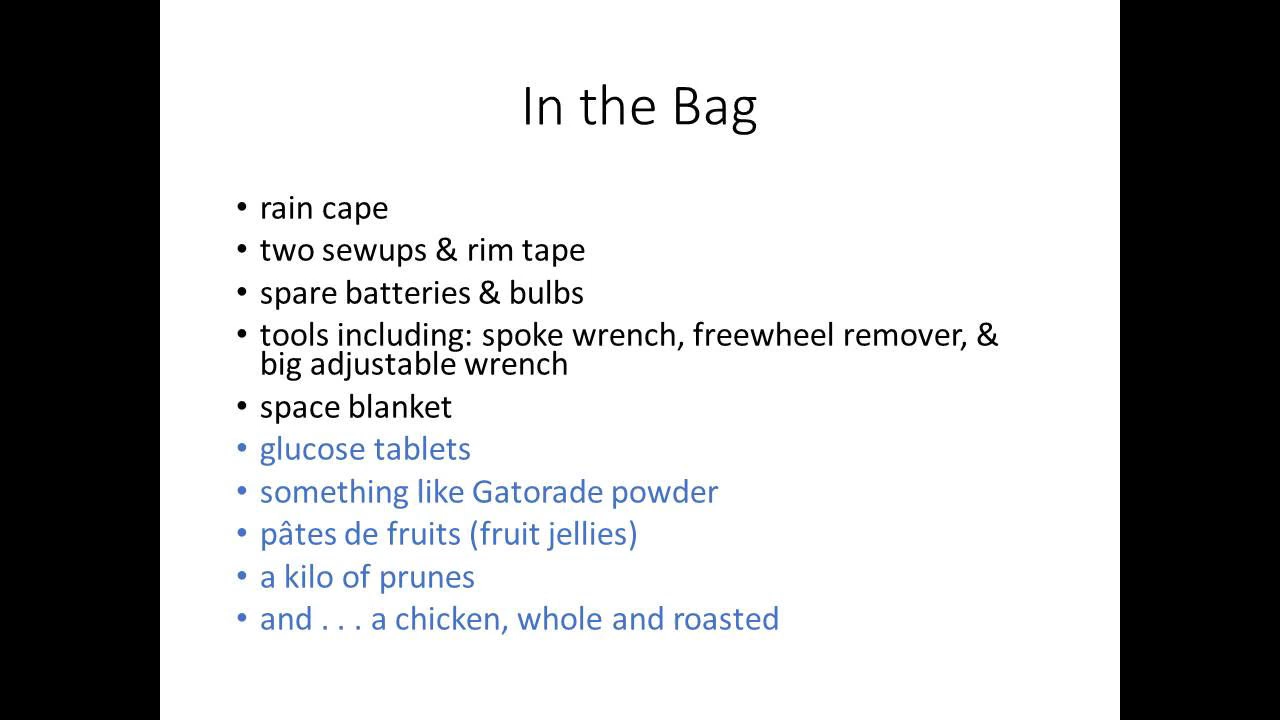 In the Bag
• rain cape
• two sewups & rim tape
• spare batteries & bulbs
• tools including: spoke wrench, freewheel remover, &
big adjustable wrench
• space blanket
• glucose tablets
• something like Gatorade powder
• pâtes de fruits (fruit jellies)
• a kilo of prunes
• and . . . a chicken, whole and roasted